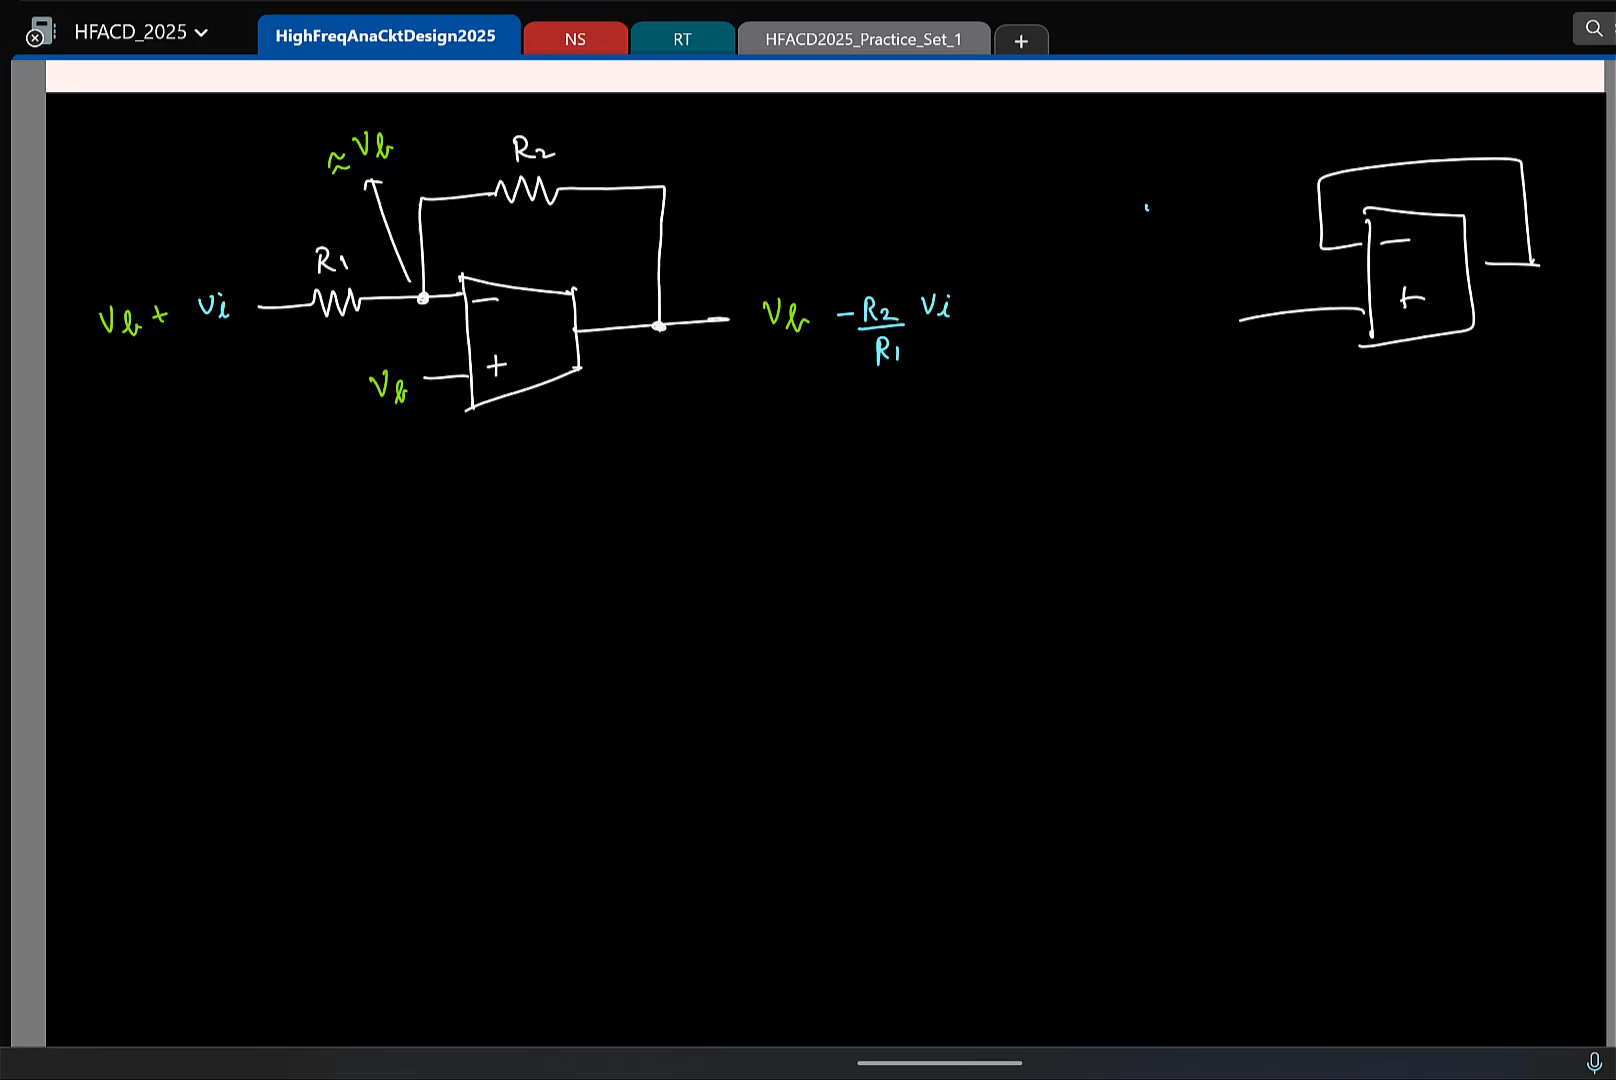 HFACD_2025
HighFreqAnaCktDesign2025
NS
RT
HFACD2025_Practice_Set_1
+
≈ Vb
R2
R1
Vb + vi
−
+
Vb
Vb − R2/R1 vi
−
+